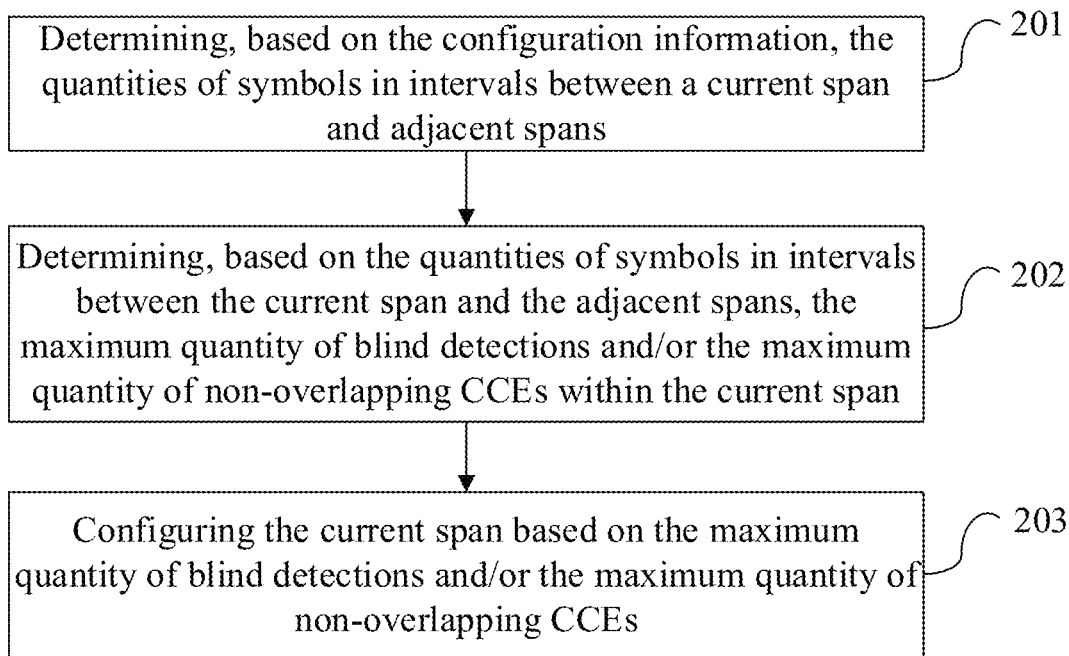 Determining, based on the configuration information, the
quantities of symbols in intervals between a current span
and adjacent spans
201
Determining, based on the quantities of symbols in intervals
between the current span and the adjacent spans, the
maximum quantity of blind detections and/or the maximum
quantity of non-overlapping CCEs within the current span
202
Configuring the current span based on the maximum
quantity of blind detections and/or the maximum quantity of
non-overlapping CCEs
203